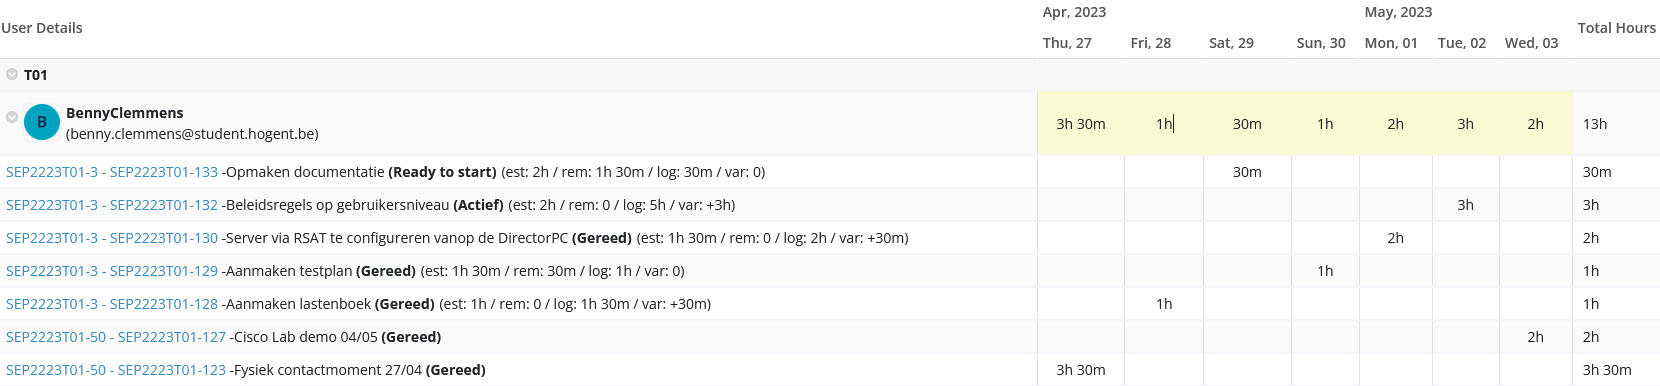 User Details Apr, 2023 May, 2023 Total Hours
Thu, 27 Fri, 28 Sat, 29 Sun, 30 Mon, 01 Tue, 02 Wed, 03
T01
B BennyClemmens
(benny.clemmens@student.hogent.be) 3h 30m 1h 30m 1h 2h 3h 2h 13h
SEP2223T01-3 - SEP2223T01-133 -Opmaken documentatie (Ready to start) (est: 2h / rem: 1h 30m / log: 30m / var: 0) 30m 30m
SEP2223T01-3 - SEP2223T01-132 -Beleidsregels op gebruikersniveau (Actief) (est: 2h / rem: 0 / log: 5h / var: +3h) 3h 3h
SEP2223T01-3 - SEP2223T01-130 -Server via RSAT te configureren vanop de DirectorPC (Gereed) (est: 1h 30m / rem: 0 / log: 2h / var: +30m) 2h 2h
SEP2223T01-3 - SEP2223T01-129 -Aanmaken testplan (Gereed) (est: 1h 30m / rem: 30m / log: 1h / var: 0) 1h 1h
SEP2223T01-3 - SEP2223T01-128 -Aanmaken lastenboek (Gereed) (est: 1h / rem: 0 / log: 1h 30m / var: +30m) 1h 1h
SEP2223T01-50 - SEP2223T01-127 -Cisco Lab demo 04/05 (Gereed) 2h 2h
SEP2223T01-50 - SEP2223T01-123 -Fysiek contactmoment 27/04 (Gereed) 3h 30m 3h 30m